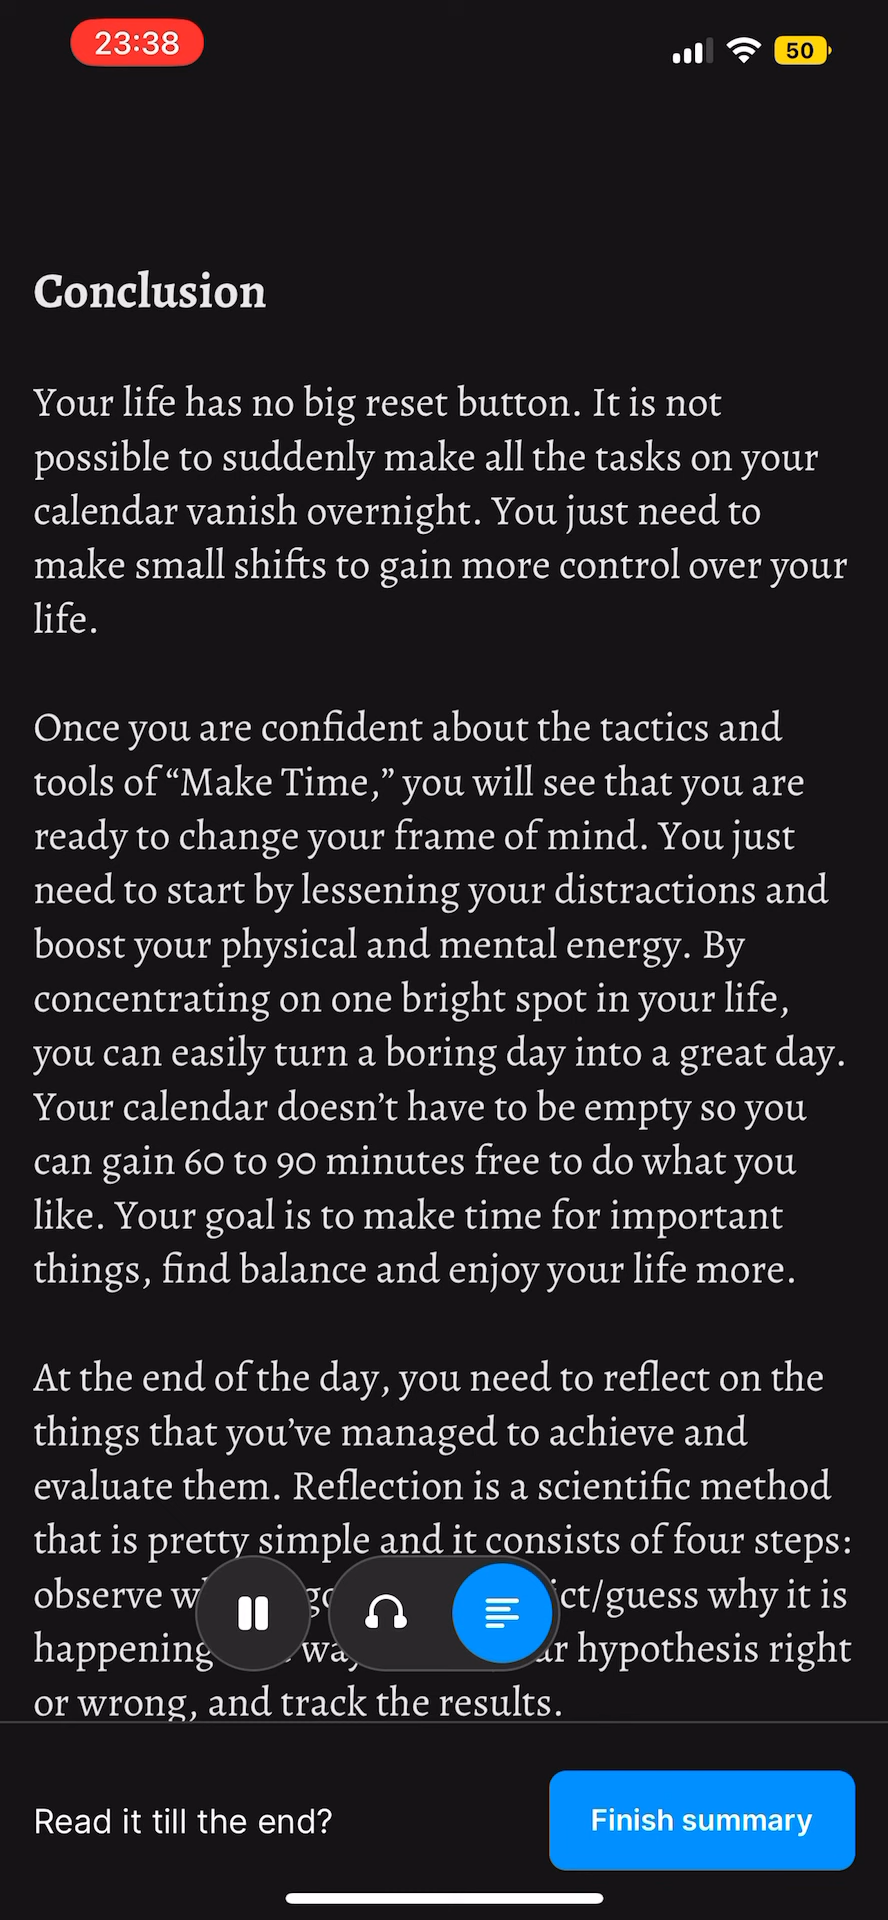 23:38
50
Conclusion
Your life has no big reset button. It is not
possible to suddenly make all the tasks on your
calendar vanish overnight. You just need to
make small shifts to gain more control over your
life.
Once you are confident about the tactics and
tools of “Make Time,” you will see that you are
ready to change your frame of mind. You just
need to start by lessening your distractions and
boost your physical and mental energy. By
concentrating on one bright spot in your life,
you can easily turn a boring day into a great day.
Your calendar doesn’t have to be empty so you
can gain 60 to 90 minutes free to do what you
like. Your goal is to make time for important
things, find balance and enjoy your life more.
At the end of the day, you need to reflect on the
things that you’ve managed to achieve and
evaluate them. Reflection is a scientific method
that is pretty simple and it consists of four steps:
observe why it is
happening hypothesis right
or wrong, and track the results.
Read it till the end?
Finish summary